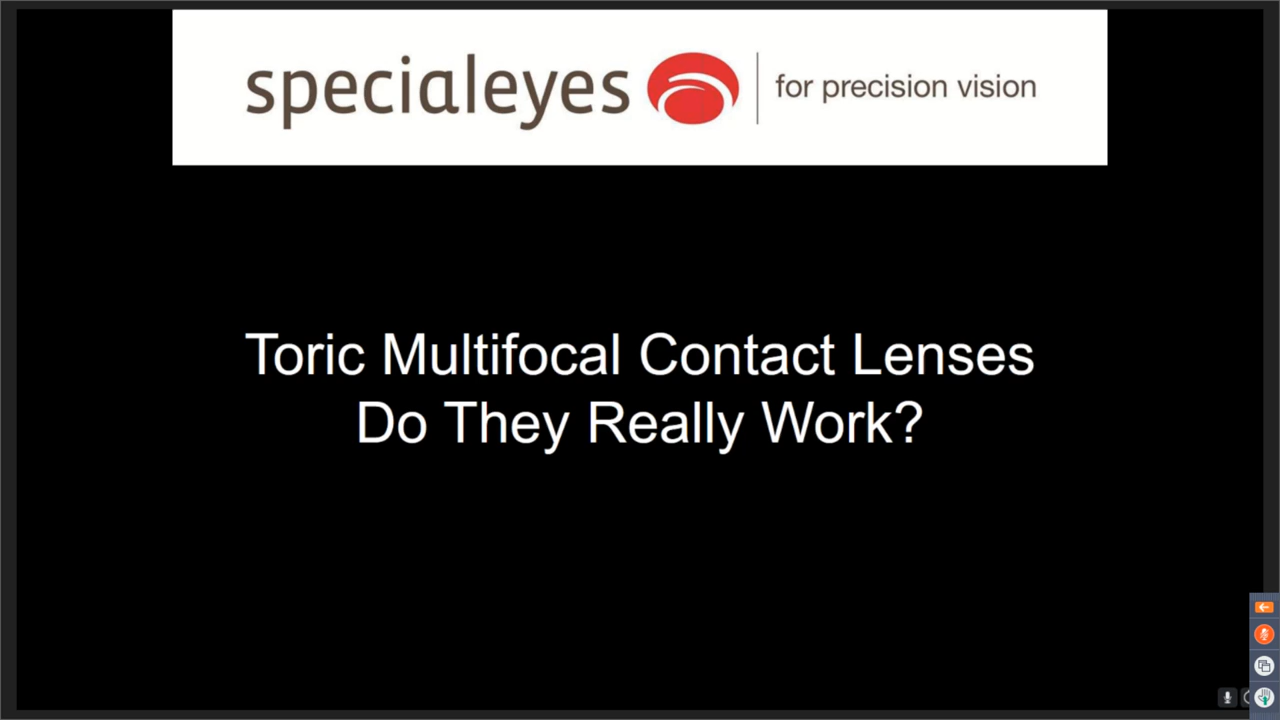 specialeyes
for precision vision
Toric Multifocal Contact Lenses
Do They Really Work?